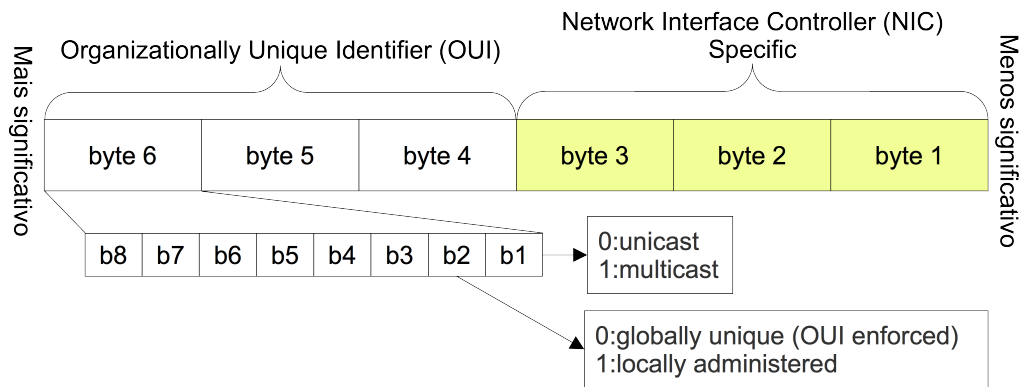 Network Interface Controller (NIC)
Specific
Organizationally Unique Identifier (OUI)
Mais significativo
Menos significativo
byte 6 byte 5 byte 4 byte 3 byte 2 byte 1
b8 b7 b6 b5 b4 b3 b2 b1
0:unicast
1:multicast
0:globally unique (OUI enforced)
1:locally administered